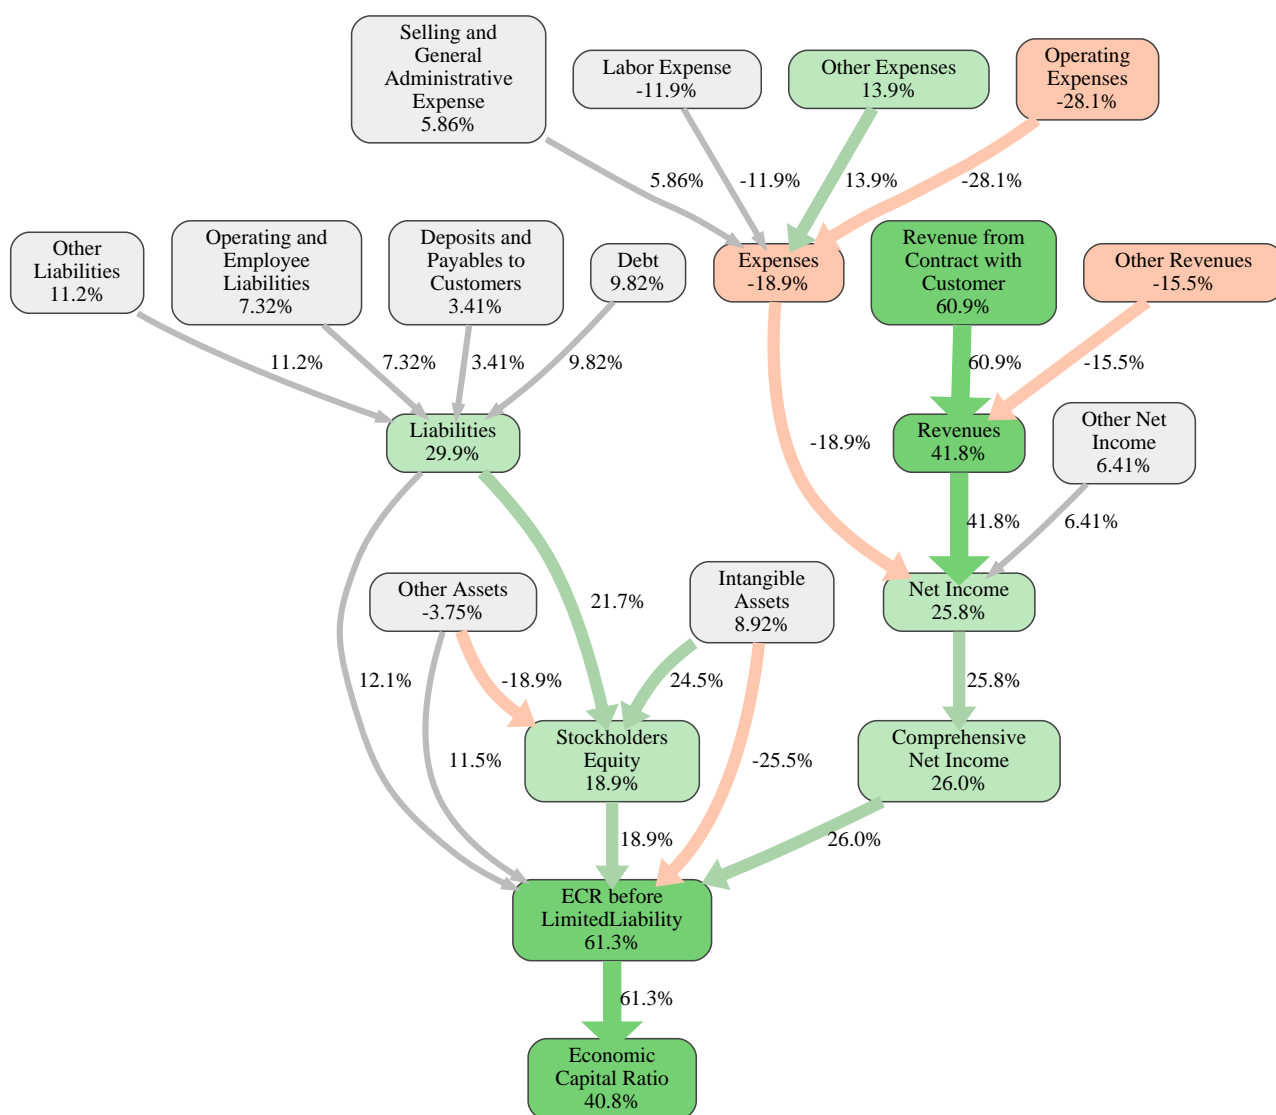 Selling and
General
Administrative
Expense
5.86%
Labor Expense
-11.9%
Other Expenses
13.9%
Operating
Expenses
-28.1%
5.86%
-11.9%
13.9%
-28.1%
Other
Liabilities
11.2%
Operating and
Employee
Liabilities
7.32%
Deposits and
Payables to
Customers
3.41%
Debt
9.82%
Expenses
-18.9%
Revenue from
Contract with
Customer
60.9%
Other Revenues
-15.5%
11.2%
7.32%
3.41%
9.82%
60.9%
-15.5%
Liabilities
29.9%
-18.9%
Revenues
41.8%
Other Net
Income
6.41%
41.8%
6.41%
Other Assets
-3.75%
21.7%
Intangible
Assets
8.92%
Net Income
25.8%
12.1%
-18.9%
24.5%
25.8%
11.5%
Stockholders
Equity
18.9%
-25.5%
Comprehensive
Net Income
26.0%
18.9%
26.0%
ECR before
LimitedLiability
61.3%
61.3%
Economic
Capital Ratio
40.8%